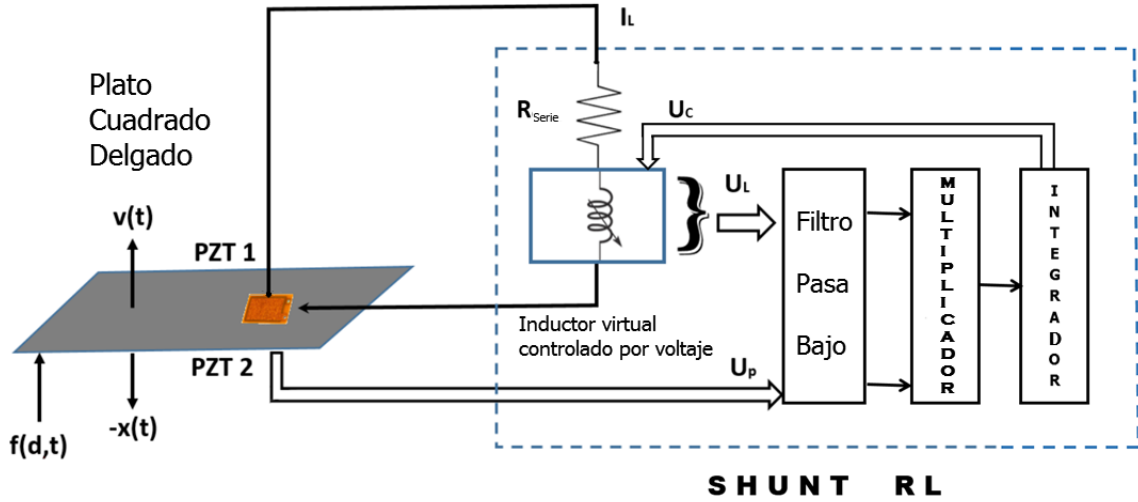 I_L
Plato
Cuadrado
Delgado
R_Serie
U_C
v(t)
PZT 1
U_L
Filtro
Pasa
Bajo
MULTIPLICADOR
INTEGRADOR
Inductor virtual
controlado por voltaje
PZT 2
U_p
f(d,t)
-x(t)
SHUNT RL